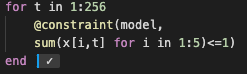 for t in 1:256
    @constraint(model,
    sum(x[i,t] for i in 1:5)<=1)
end ✓